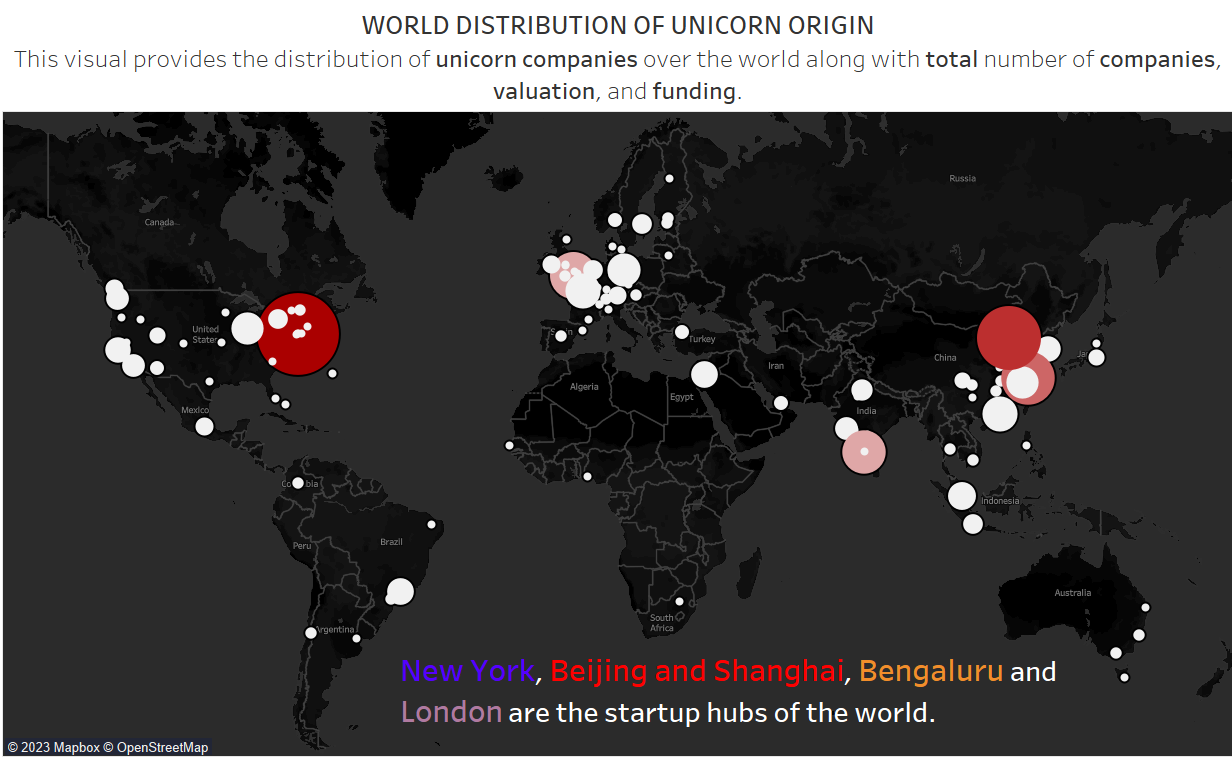 WORLD DISTRIBUTION OF UNICORN ORIGIN
This visual provides the distribution of unicorn companies over the world along with total number of companies,
valuation, and funding.
Russia
Canada
United
States
Turkey
China
Iran
Algeria
Egypt
Mexico
India
Indonesia
Brazil
Peru
Australia
South
Africa
Argentina
New York, Beijing and Shanghai, Bengaluru and
London are the startup hubs of the world.
© 2023 Mapbox © OpenStreetMap